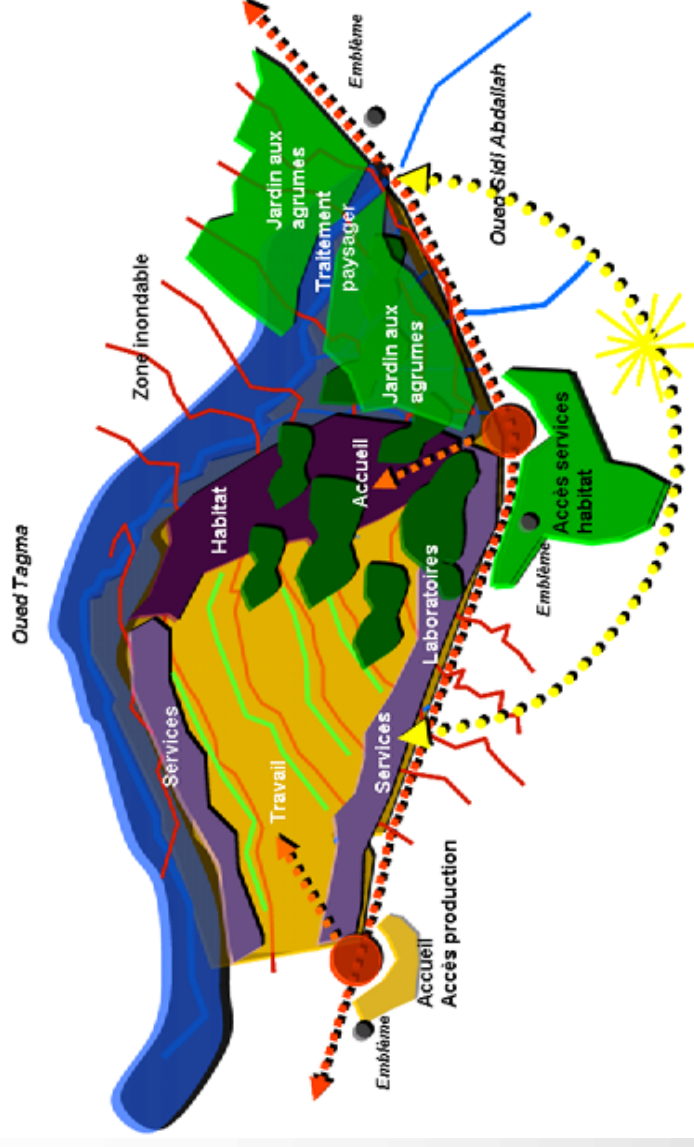 Oued Tagma
Zone inondable
Services
Habitat
Jardin aux
agrumes
Travail
Traitement
paysager
Emblème
Accueil
Emblème
Services
Jardin aux
agrumes
Accueil
Accès production
Laboratoires
Oued Sidi Abdallah
Emblème
Accès services
habitat